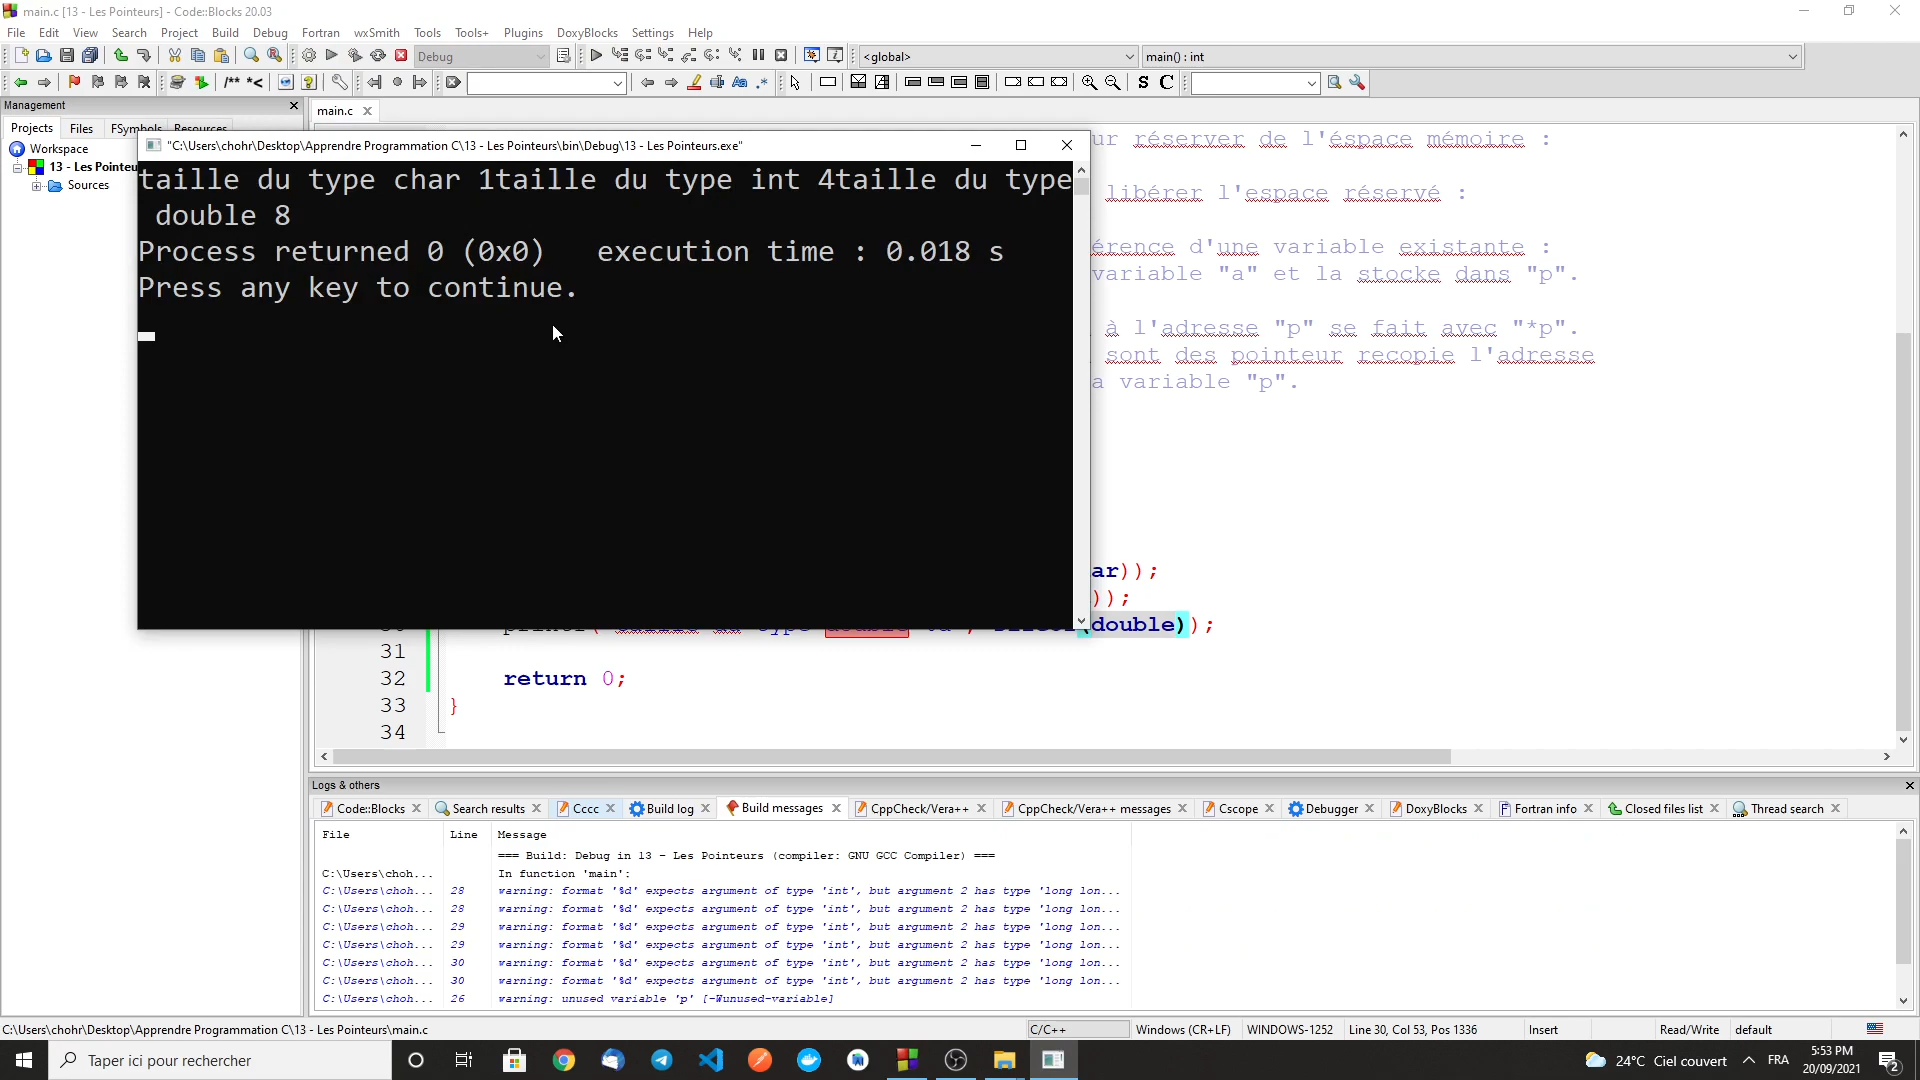 main.c [13 - Les Pointeurs] - Code::Blocks 20.03
File Edit View Search Project Build Debug Fortran wxSmith Tools Tools+ Plugins DoxyBlocks Settings Help
Debug <global> main() : int
/** *< Aa .* S C
Management
main.c
Projects Files FSymbols Resources
Workspace
13 - Les Pointeu
Sources
"C:\Users\chohr\Desktop\Apprendre Programmation C\13 - Les Pointeurs\bin\Debug\13 - Les Pointeurs.exe"
taille du type char 1taille du type int 4taille du type
double 8
Process returned 0 (0x0)   execution time : 0.018 s
Press any key to continue.
ur réserver de l'éspace mémoire :
libérer l'espace réservé :
érence d'une variable existante :
variable "a" et la stocke dans "p".
à l'adresse "p" se fait avec "*p".
sont des pointeur recopie l'adresse
a variable "p".
ar));
));
(double));
31
32 return 0;
33 }
34
Logs & others
Code::Blocks Search results Cccc Build log Build messages CppCheck/Vera++ CppCheck/Vera++ messages Cscope Debugger DoxyBlocks Fortran info Closed files list Thread search
File Line Message
=== Build: Debug in 13 - Les Pointeurs (compiler: GNU GCC Compiler) ===
C:\Users\choh... In function 'main':
C:\Users\choh... 28 warning: format '%d' expects argument of type 'int', but argument 2 has type 'long lon...
C:\Users\choh... 28 warning: format '%d' expects argument of type 'int', but argument 2 has type 'long lon...
C:\Users\choh... 29 warning: format '%d' expects argument of type 'int', but argument 2 has type 'long lon...
C:\Users\choh... 29 warning: format '%d' expects argument of type 'int', but argument 2 has type 'long lon...
C:\Users\choh... 30 warning: format '%d' expects argument of type 'int', but argument 2 has type 'long lon...
C:\Users\choh... 30 warning: format '%d' expects argument of type 'int', but argument 2 has type 'long lon...
C:\Users\choh... 26 warning: unused variable 'p' [-Wunused-variable]
C:\Users\chohr\Desktop\Apprendre Programmation C\13 - Les Pointeurs\main.c C/C++ Windows (CR+LF) WINDOWS-1252 Line 30, Col 53, Pos 1336 Insert Read/Write default
Taper ici pour rechercher 24°C Ciel couvert FRA 5:53 PM
20/09/2021 2